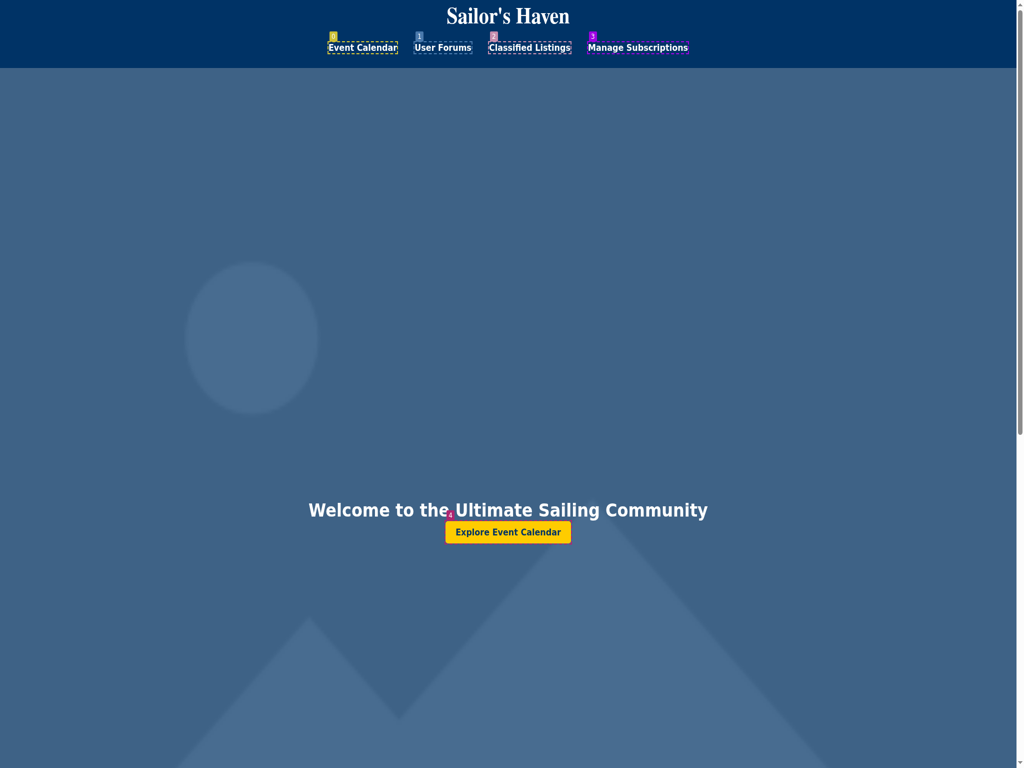 Sailor's Haven
0
Event Calendar
1
User Forums
2
Classified Listings
3
Manage Subscriptions
Welcome to the Ultimate Sailing Community
4
Explore Event Calendar